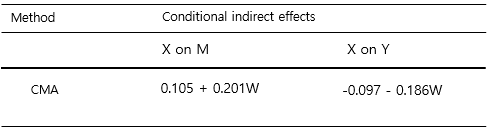 Method Conditional indirect effects
X on M X on Y
CMA 0.105 + 0.201W -0.097 - 0.186W